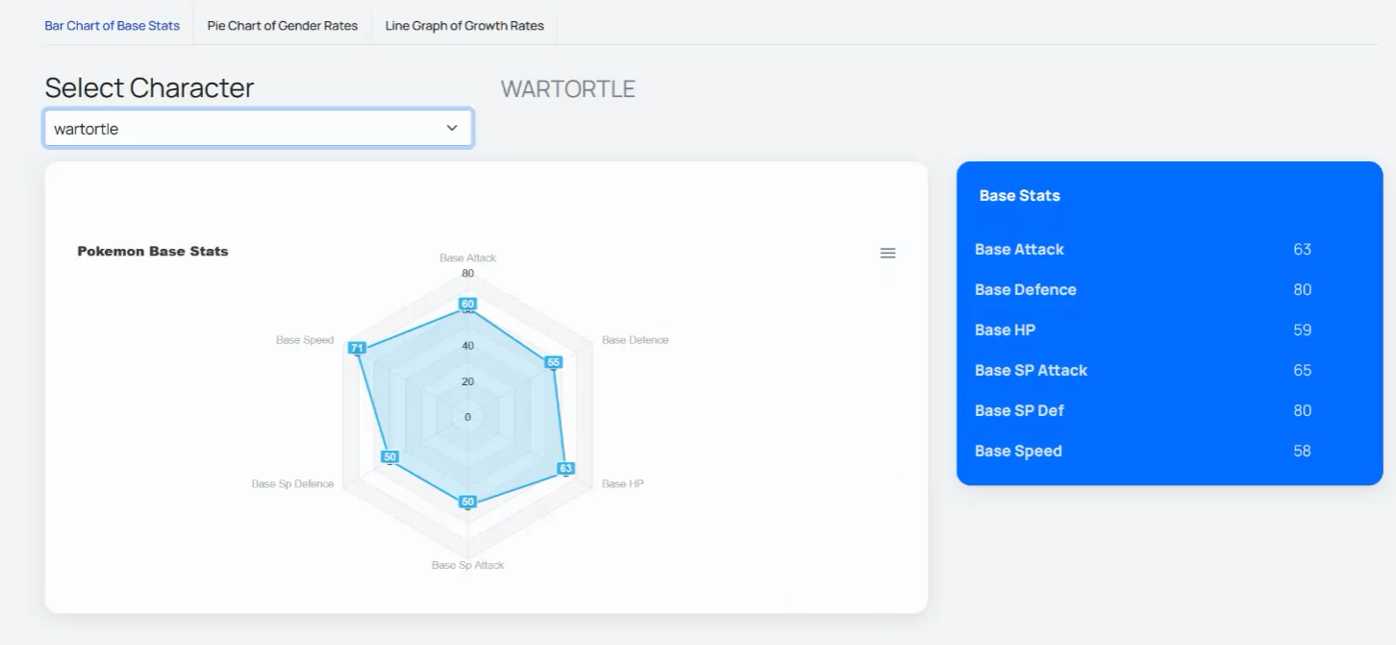 Bar Chart of Base Stats
Pie Chart of Gender Rates
Line Graph of Growth Rates
Select Character
WARTORTLE
wartortle
Pokemon Base Stats
Base Attack
80
60
Base Speed
71
40
55
Base Defence
20
0
50
63
Base Sp Defence
50
Base HP
Base Sp Attack
Base Stats
Base Attack 63
Base Defence 80
Base HP 59
Base SP Attack 65
Base SP Def 80
Base Speed 58